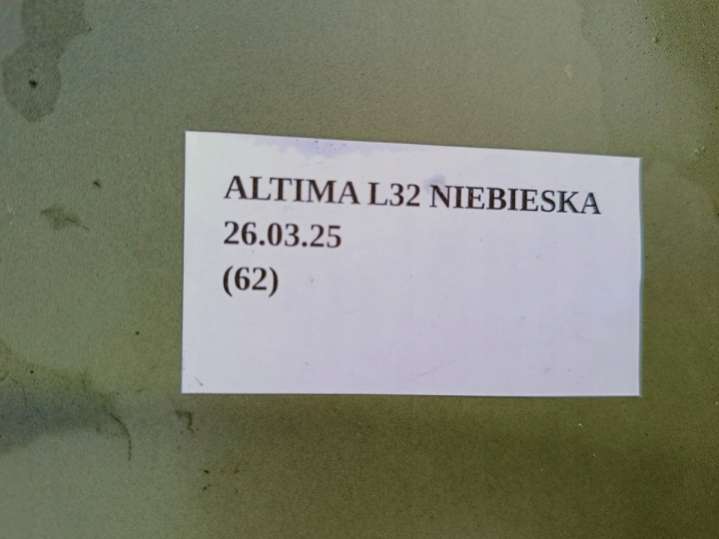 ALTIMA L32 NIEBIESKA
26.03.25
(62)